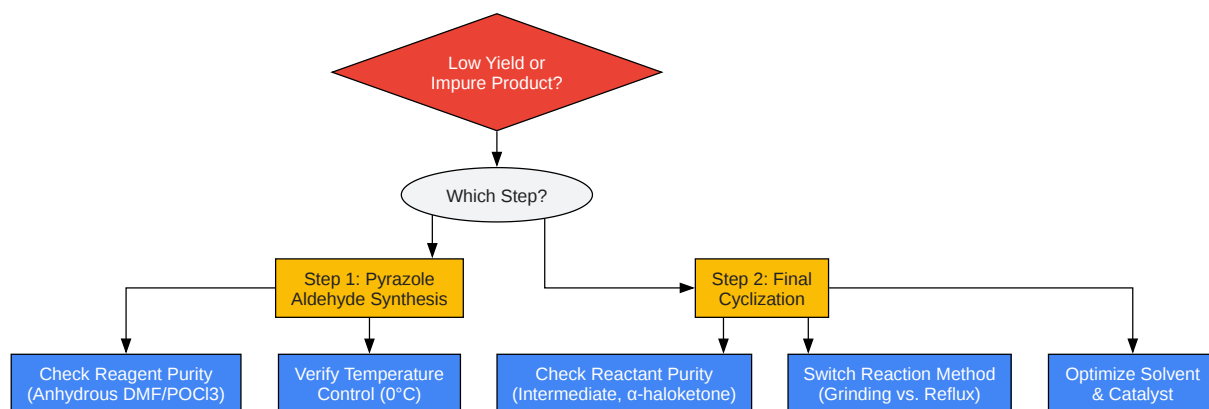 Low Yield or
Impure Product?
Which Step?
Step 1: Pyrazole
Aldehyde Synthesis
Step 2: Final
Cyclization
Check Reagent Purity
(Anhydrous DMF/POCl3)
Verify Temperature
Control (0°C)
Check Reactant Purity
(Intermediate, α-haloketone)
Switch Reaction Method
(Grinding vs. Reflux)
Optimize Solvent
& Catalyst